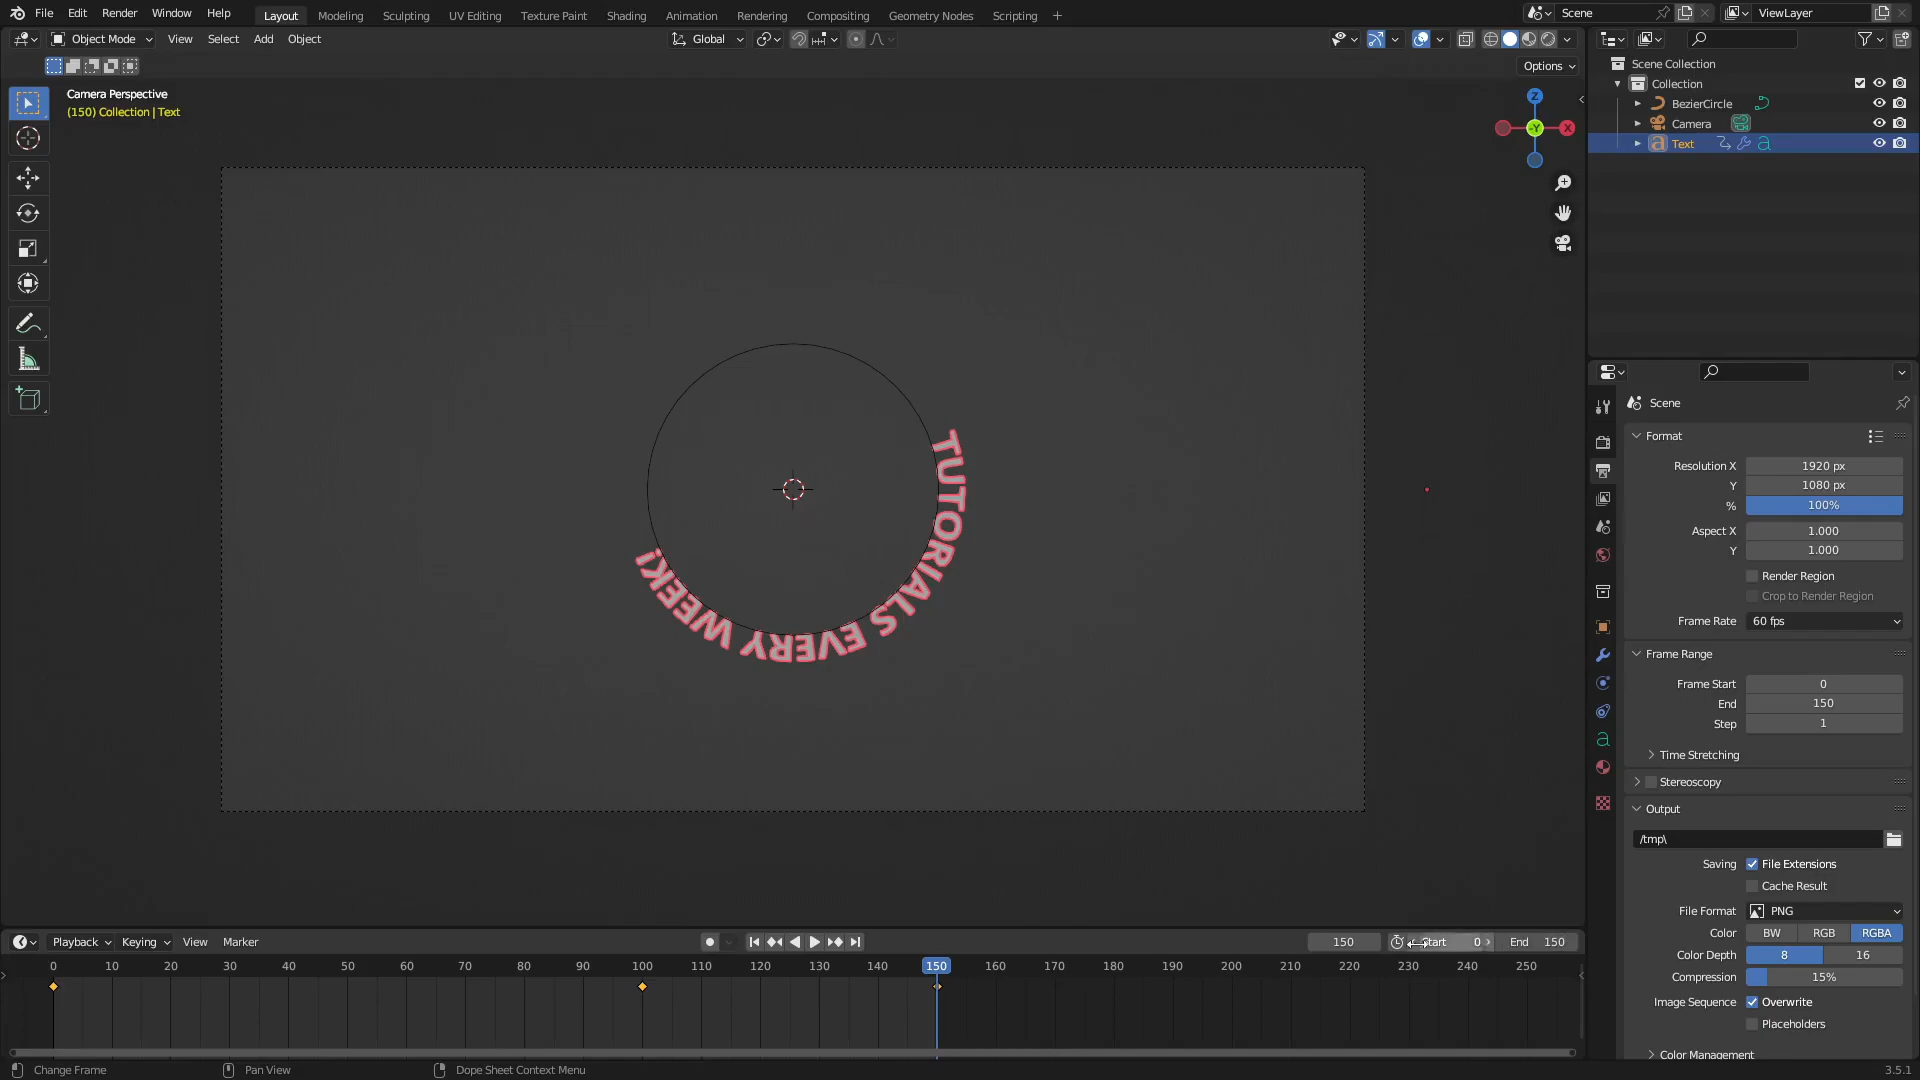 File Edit Render Window Help Layout Modeling Sculpting UV Editing Texture Paint Shading Animation Rendering Compositing Geometry Nodes Scripting + Scene ViewLayer
Object Mode View Select Add Object Global
Options
Camera Perspective
(150) Collection | Text
Z
-Y X
Scene Collection
Collection
BezierCircle
Camera
Text
TUTORIALS EVERY WEEK!
Scene
Format
Resolution X 1920 px
Y 1080 px
% 100%
Aspect X 1.000
Y 1.000
Render Region
Crop to Render Region
Frame Rate 60 fps
Frame Range
Frame Start 0
End 150
Step 1
Time Stretching
Stereoscopy
Output
/tmp\
Saving File Extensions
Cache Result
File Format PNG
Color BW RGB RGBA
Color Depth 8 16
Compression 15%
Image Sequence Overwrite
Placeholders
Color Management
Playback Keying View Marker 150 Start 0 End 150
0 10 20 30 40 50 60 70 80 90 100 110 120 130 140 150 160 170 180 190 200 210 220 230 240 250
Change Frame Pan View Dope Sheet Context Menu 3.5.1